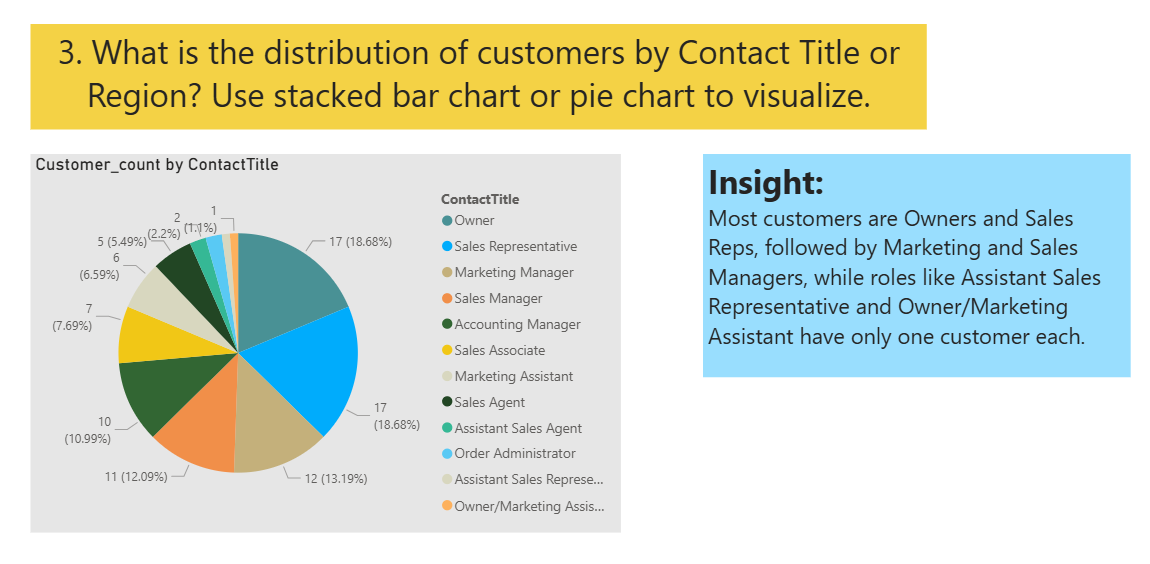 3. What is the distribution of customers by Contact Title or
Region? Use stacked bar chart or pie chart to visualize.
Customer_count by ContactTitle
1
(1.1%)
2
(2.2%)
5 (5.49%)
6
(6.59%)
7
(7.69%)
10
(10.99%)
11 (12.09%)
12 (13.19%)
17
(18.68%)
17 (18.68%)
ContactTitle
Owner
Sales Representative
Marketing Manager
Sales Manager
Accounting Manager
Sales Associate
Marketing Assistant
Sales Agent
Assistant Sales Agent
Order Administrator
Assistant Sales Represe...
Owner/Marketing Assis...
Insight:
Most customers are Owners and Sales
Reps, followed by Marketing and Sales
Managers, while roles like Assistant Sales
Representative and Owner/Marketing
Assistant have only one customer each.